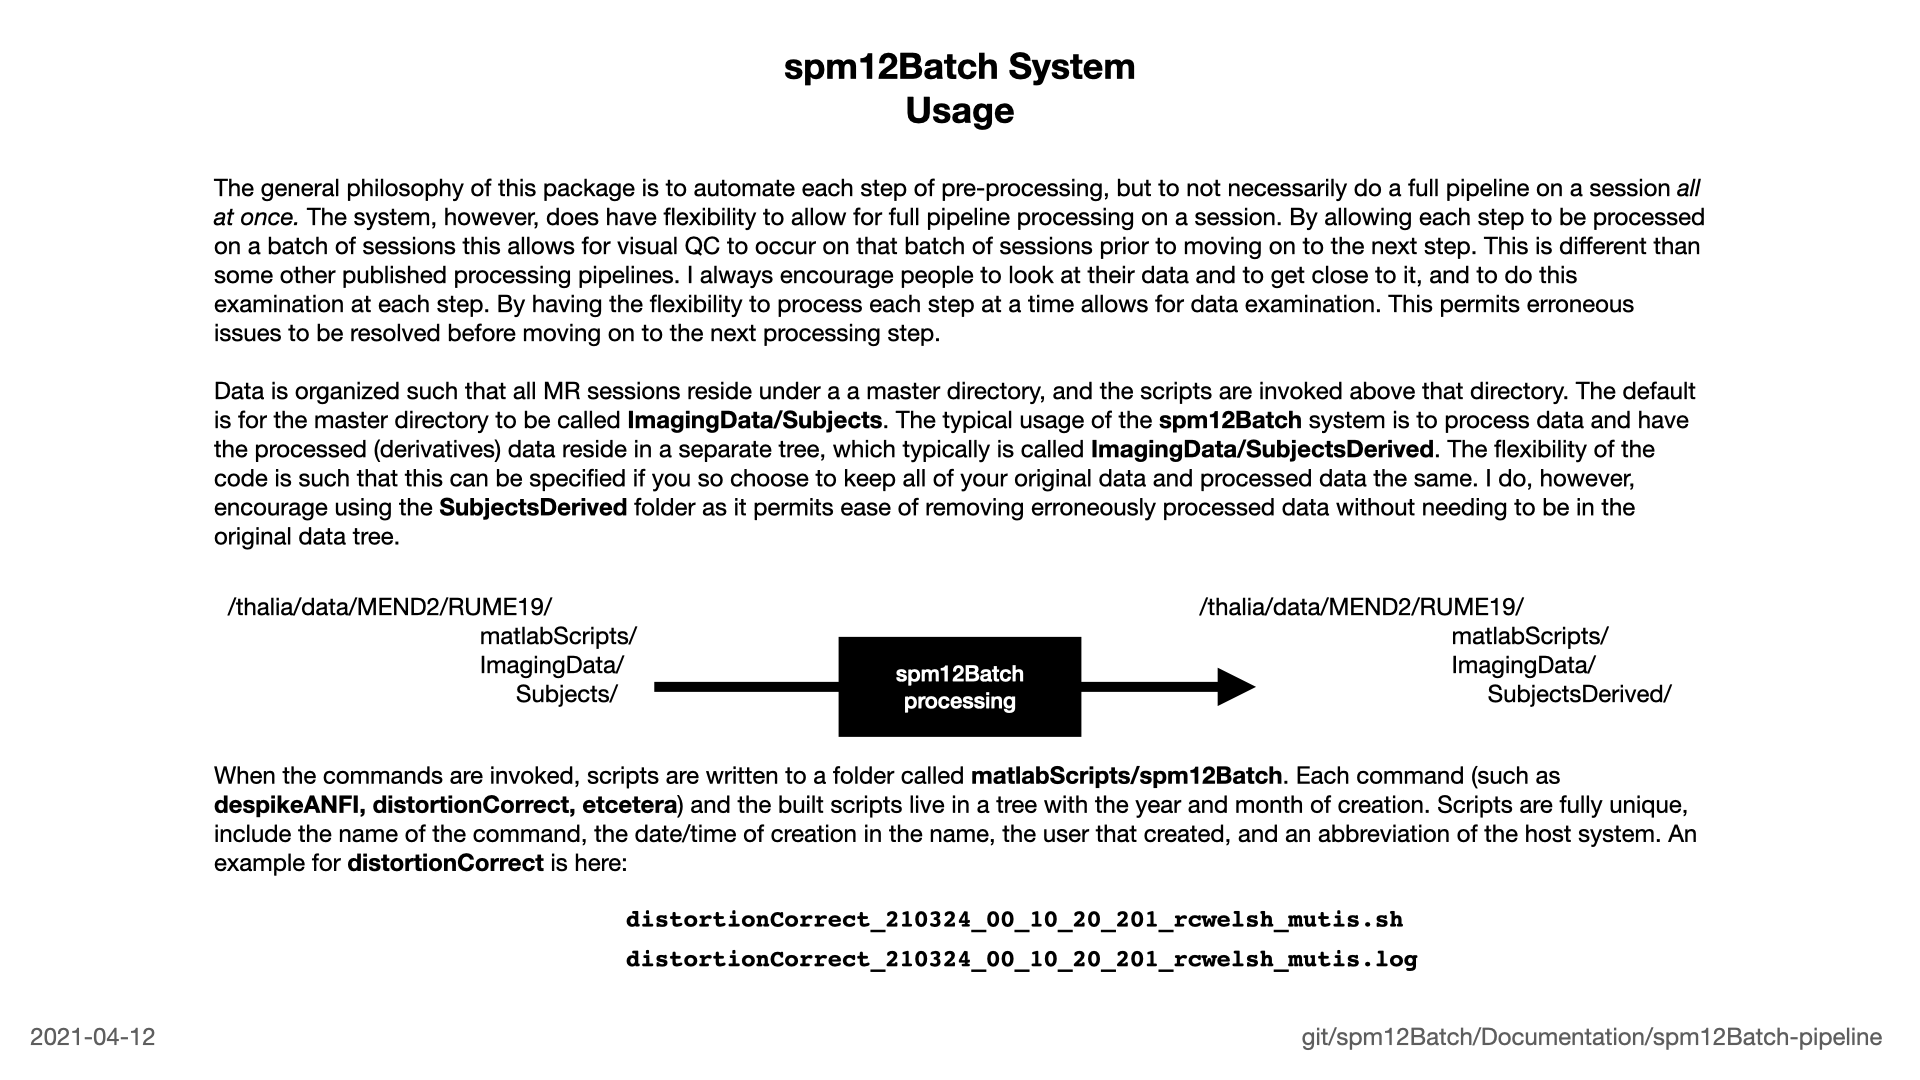 spm12Batch System
Usage
The general philosophy of this package is to automate each step of pre-processing, but to not necessarily do a full pipeline on a session all
at once. The system, however, does have flexibility to allow for full pipeline processing on a session. By allowing each step to be processed
on a batch of sessions this allows for visual QC to occur on that batch of sessions prior to moving on to the next step. This is different than
some other published processing pipelines. I always encourage people to look at their data and to get close to it, and to do this
examination at each step. By having the flexibility to process each step at a time allows for data examination. This permits erroneous
issues to be resolved before moving on to the next processing step.
Data is organized such that all MR sessions reside under a a master directory, and the scripts are invoked above that directory. The default
is for the master directory to be called ImagingData/Subjects. The typical usage of the spm12Batch system is to process data and have
the processed (derivatives) data reside in a separate tree, which typically is called ImagingData/SubjectsDerived. The flexibility of the
code is such that this can be specified if you so choose to keep all of your original data and processed data the same. I do, however,
encourage using the SubjectsDerived folder as it permits ease of removing erroneously processed data without needing to be in the
original data tree.
/thalia/data/MEND2/RUME19/
matlabScripts/
ImagingData/
Subjects/
spm12Batch
processing
/thalia/data/MEND2/RUME19/
matlabScripts/
ImagingData/
SubjectsDerived/
When the commands are invoked, scripts are written to a folder called matlabScripts/spm12Batch. Each command (such as
despikeANFI, distortionCorrect, etcetera) and the built scripts live in a tree with the year and month of creation. Scripts are fully unique,
include the name of the command, the date/time of creation in the name, the user that created, and an abbreviation of the host system. An
example for distortionCorrect is here:
distortionCorrect_210324_00_10_20_201_rcwelsh_mutis.sh
distortionCorrect_210324_00_10_20_201_rcwelsh_mutis.log
2021-04-12
git/spm12Batch/Documentation/spm12Batch-pipeline